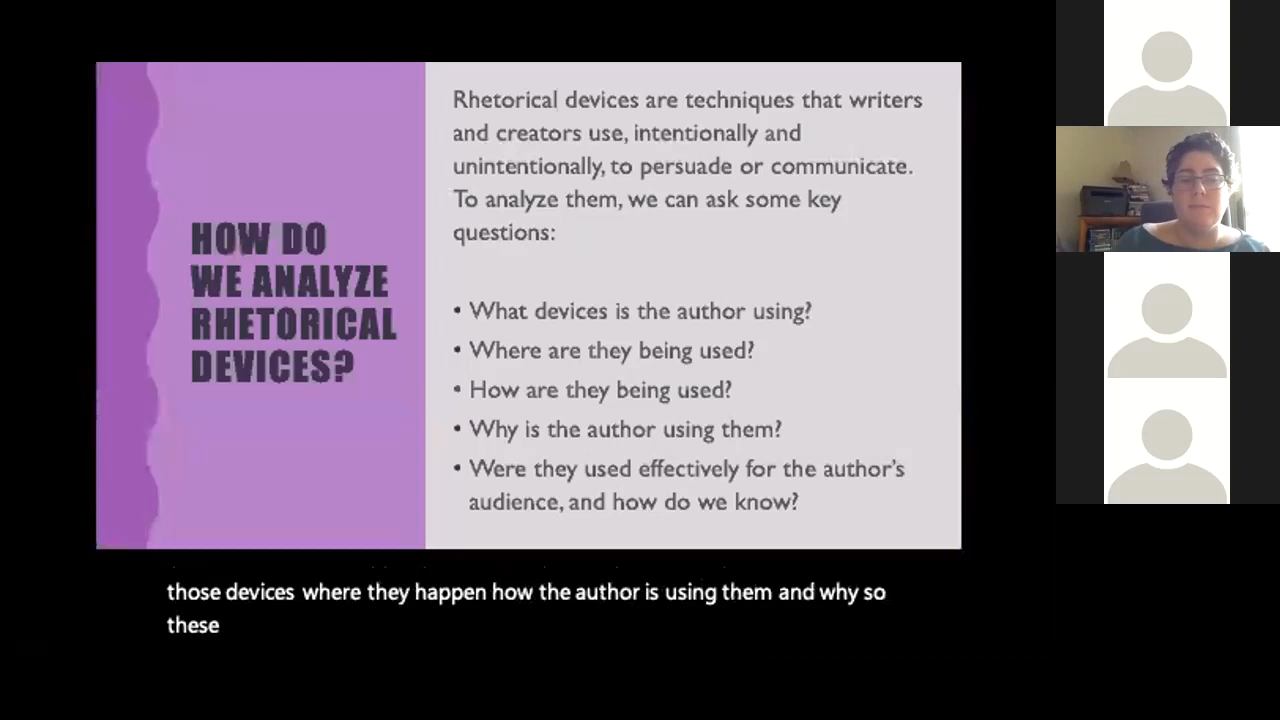 HOW DO
WE ANALYZE
RHETORICAL
DEVICES?
Rhetorical devices are techniques that writers
and creators use, intentionally and
unintentionally, to persuade or communicate.
To analyze them, we can ask some key
questions:
• What devices is the author using?
• Where are they being used?
• How are they being used?
• Why is the author using them?
• Were they used effectively for the author’s
audience, and how do we know?
those devices where they happen how the author is using them and why so
these